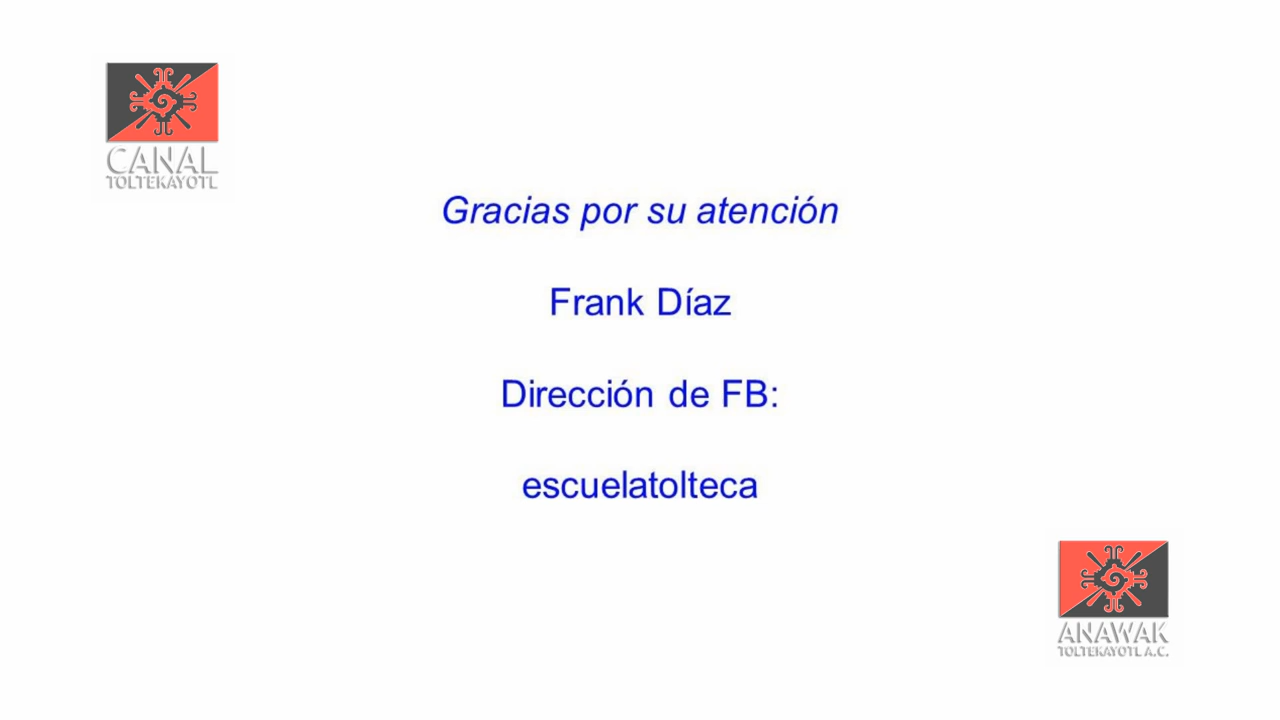 CANAL
TOLTEKAYOTL
Gracias por su atención
Frank Díaz
Dirección de FB:
escuelatolteca
ANAWAK
TOLTEKAYOTL A.C.